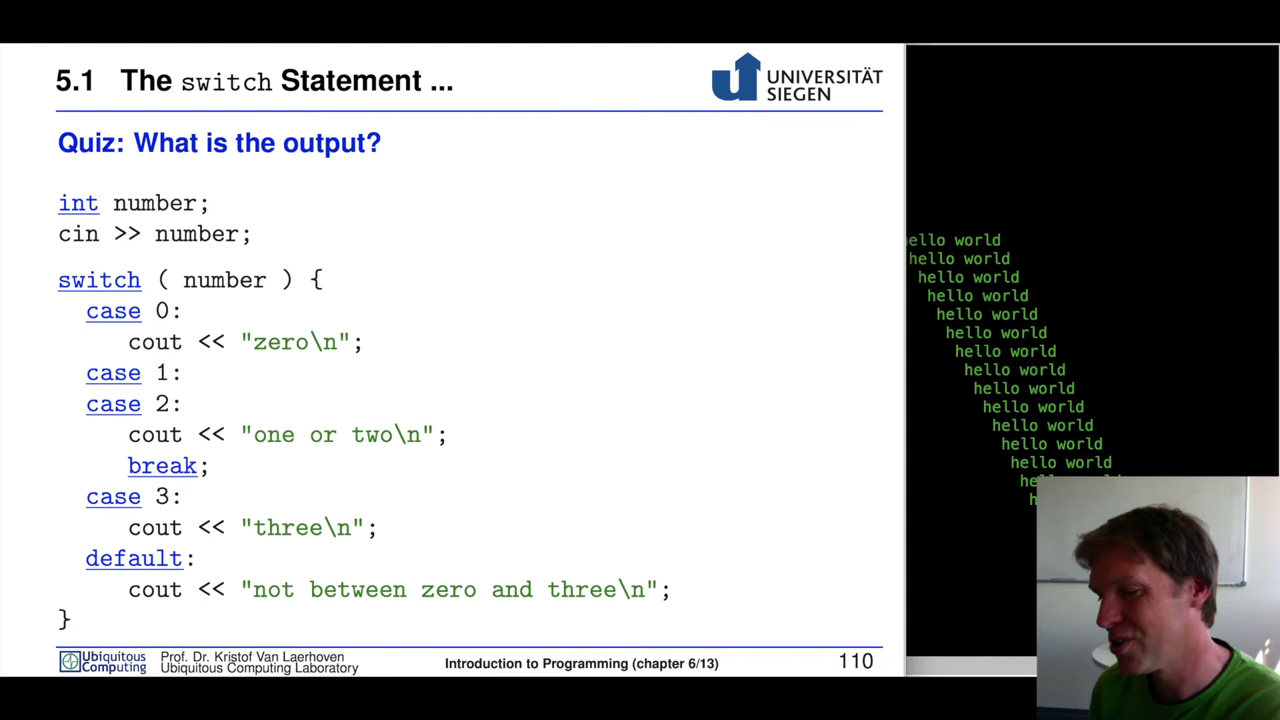 5.1 The switch Statement ...
UNIVERSITÄT
SIEGEN
Quiz: What is the output?
int number;
cin >> number;
switch ( number ) {
case 0:
cout << "zero\n";
case 1:
case 2:
cout << "one or two\n";
break;
case 3:
cout << "three\n";
default:
cout << "not between zero and three\n";
}
Ubiquitous
Computing
Prof. Dr. Kristof Van Laerhoven
Ubiquitous Computing Laboratory
Introduction to Programming (chapter 6/13)
110
ello world
hello world
hello world
hello world
hello world
hello world
hello world
hello world
hello world
hello world
hello world
hello world
hello world
he
h